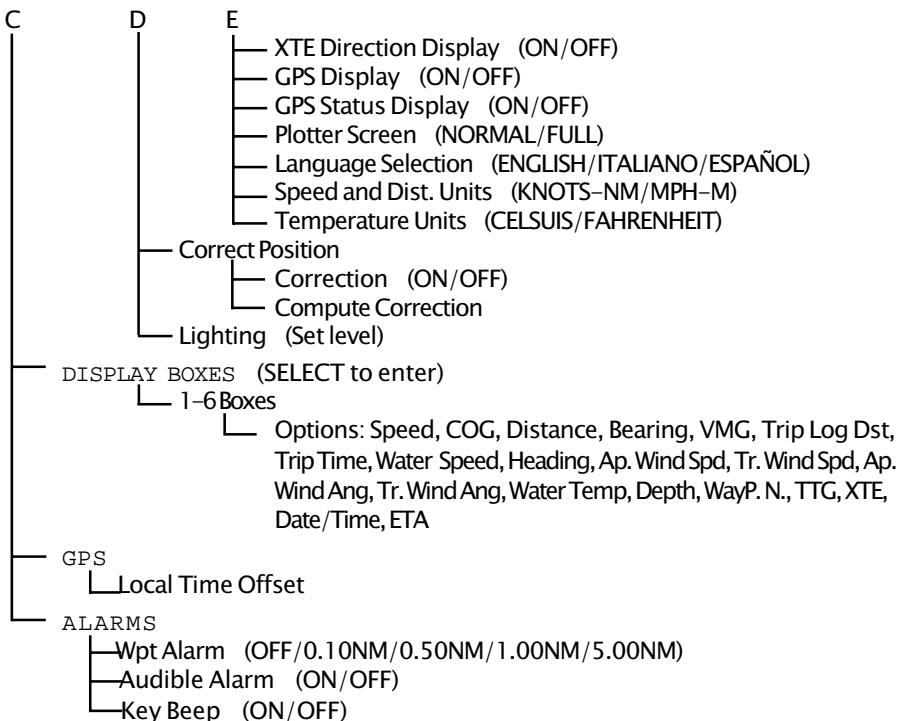 C D E
XTE Direction Display (ON/OFF)
GPS Display (ON/OFF)
GPS Status Display (ON/OFF)
Plotter Screen (NORMAL/FULL)
Language Selection (ENGLISH/ITALIANO/ESPAÑOL)
Speed and Dist. Units (KNOTS–NM/MPH–M)
Temperature Units (CELSUIS/FAHRENHEIT)
Correct Position
Correction (ON/OFF)
Compute Correction
Lighting (Set level)
DISPLAY BOXES (SELECT to enter)
1–6 Boxes
Options: Speed, COG, Distance, Bearing, VMG, Trip Log Dst,
Trip Time, Water Speed, Heading, Ap. Wind Spd, Tr. Wind Spd, Ap.
Wind Ang, Tr. Wind Ang, Water Temp, Depth, WayP. N., TTG, XTE,
Date/Time, ETA
GPS
Local Time Offset
ALARMS
Wpt Alarm (OFF/0.10NM/0.50NM/1.00NM/5.00NM)
Audible Alarm (ON/OFF)
Key Beep (ON/OFF)